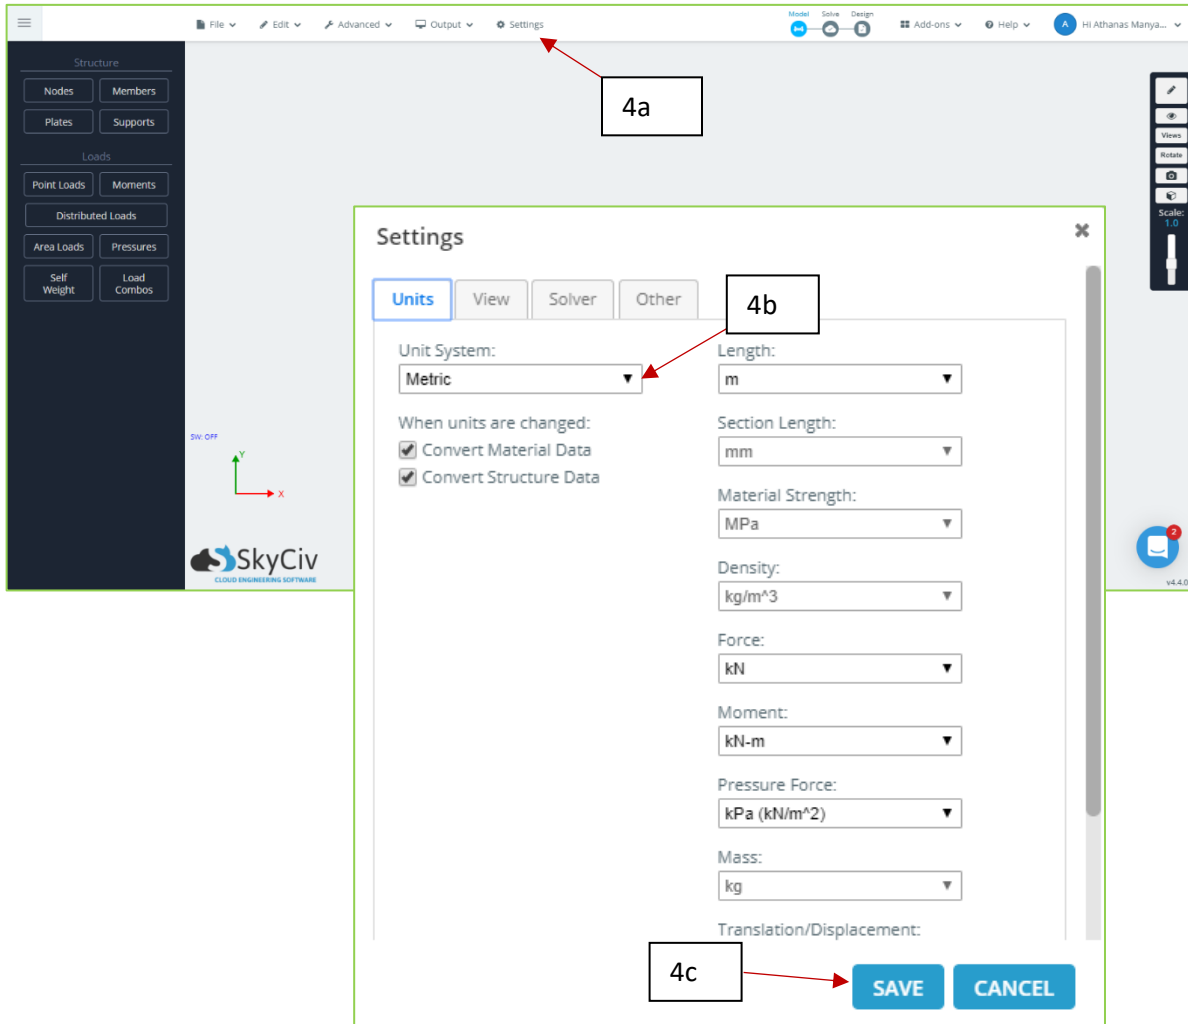 File Edit Advanced Output Settings Model Solve Design Add-ons Help A Hi Athanas Manya...
4a
Structure
Nodes Members
Plates Supports
Loads
Point Loads Moments
Distributed Loads
Area Loads Pressures
Self Weight Load Combos
Views
Rotate
Scale:
1.0
SW: OFF
Y
X
SkyCiv
CLOUD ENGINEERING SOFTWARE
2
v4.4.0
Settings
Units View Solver Other
4b
Unit System:
Metric
When units are changed:
Convert Material Data
Convert Structure Data
Length:
m
Section Length:
mm
Material Strength:
MPa
Density:
kg/m^3
Force:
kN
Moment:
kN-m
Pressure Force:
kPa (kN/m^2)
Mass:
kg
Translation/Displacement:
4c
SAVE CANCEL